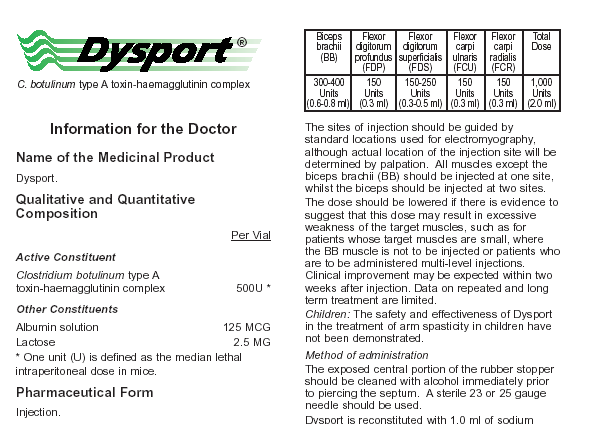 Dysport®
C. botulinum type A toxin-haemagglutinin complex
Information for the Doctor
Name of the Medicinal Product
Dysport.
Qualitative and Quantitative
Composition
Per Vial
Active Constituent
Clostridium botulinum type A
toxin-haemagglutinin complex 500U *
Other Constituents
Albumin solution 125 MCG
Lactose 2.5 MG
* One unit (U) is defined as the median lethal
intraperitoneal dose in mice.
Pharmaceutical Form
Injection.
Biceps Flexor Flexor Flexor Flexor Total
brachii digitorum digitorum carpi carpi Dose
(BB) profundus superficialis ulnaris radialis
(FDP) (FDS) (FCU) (FCR)
300-400 150 150-250 150 150 1,000
Units Units Units Units Units Units
(0.6-0.8 ml) (0.3 ml) (0.3-0.5 ml) (0.3 ml) (0.3 ml) (2.0 ml)
The sites of injection should be guided by
standard locations used for electromyography,
although actual location of the injection site will be
determined by palpation. All muscles except the
biceps brachii (BB) should be injected at one site,
whilst the biceps should be injected at two sites.
The dose should be lowered if there is evidence to
suggest that this dose may result in excessive
weakness of the target muscles, such as for
patients whose target muscles are small, where
the BB muscle is not to be injected or patients who
are to be administered multi-level injections.
Clinical improvement may be expected within two
weeks after injection. Data on repeated and long
term treatment are limited.
Children: The safety and effectiveness of Dysport
in the treatment of arm spasticity in children have
not been demonstrated.
Method of administration
The exposed central portion of the rubber stopper
should be cleaned with alcohol immediately prior
to piercing the septum. A sterile 23 or 25 gauge
needle should be used.
Dysport is reconstituted with 1.0 ml of sodium